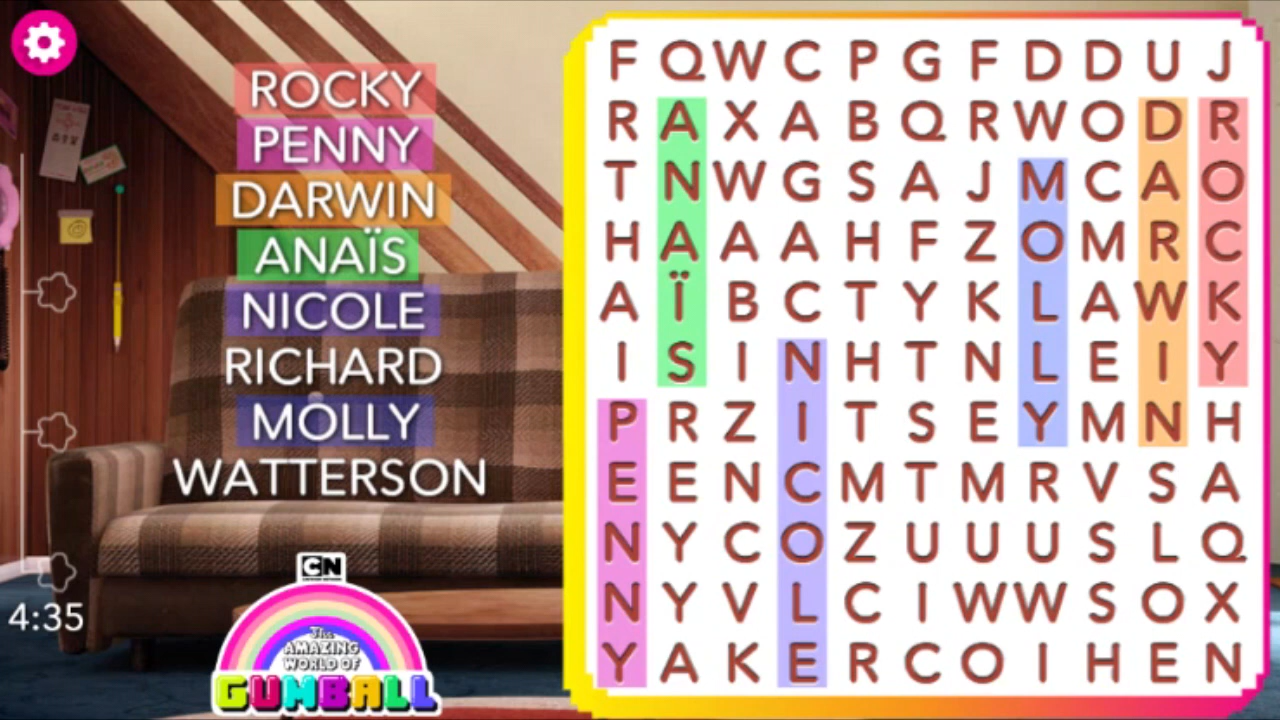 ROCKY
PENNY
DARWIN
ANAÏS
NICOLE
RICHARD
MOLLY
WATTERSON
4:35
CN
The
AMAZING
WORLD OF
GUMBALL
F Q W C P G F D D U J
R A X A B Q R W O D R
T N W G S A J M C A O
H A A A H F Z O M R C
A Ï B C T Y K L A W K
I S I N H T N L E I Y
P R Z I T S E Y M N H
E E N C M T M R V S A
N Y C O Z U U U S L Q
N Y V L C I W W S O X
Y A K E R C O I H E N